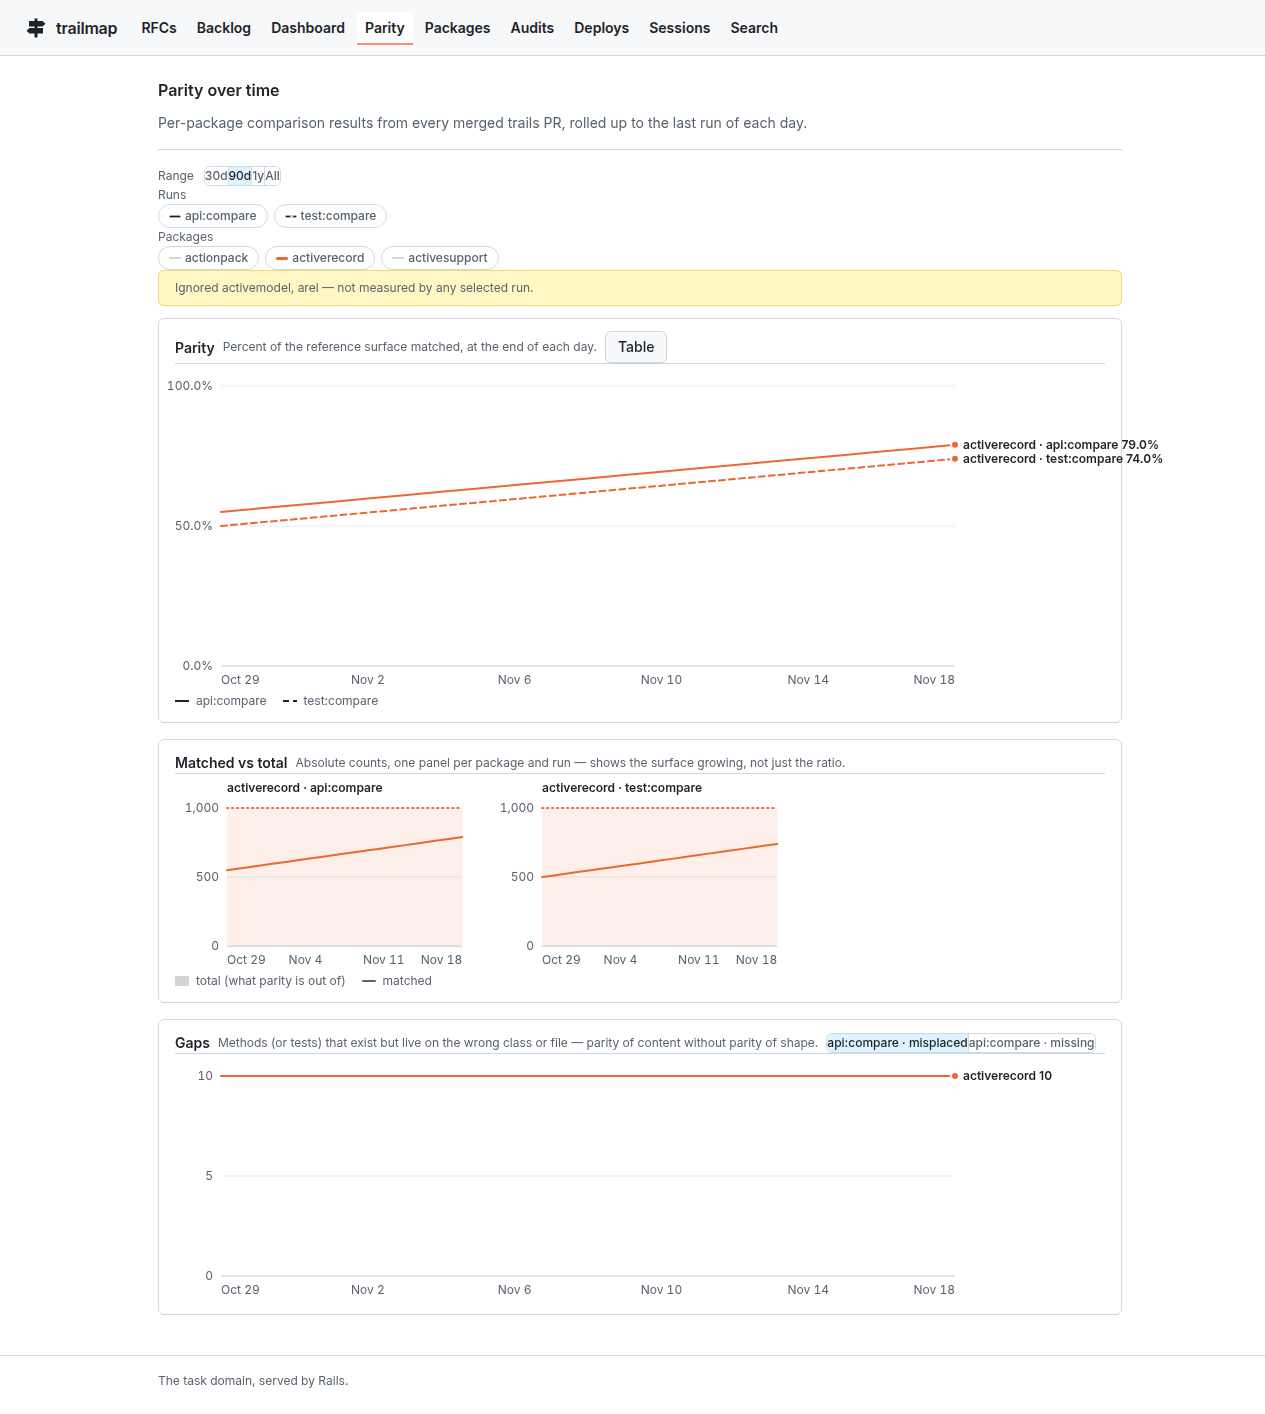 trailmap RFCs Backlog Dashboard Parity Packages Audits Deploys Sessions Search
Parity over time
Per-package comparison results from every merged trails PR, rolled up to the last run of each day.
Range 30d 90d 1y All
Runs
api:compare test:compare
Packages
actionpack activerecord activesupport
Ignored activemodel, arel — not measured by any selected run.
Parity Percent of the reference surface matched, at the end of each day. Table
100.0%
activerecord · api:compare 79.0%
activerecord · test:compare 74.0%
50.0%
0.0%
Oct 29 Nov 2 Nov 6 Nov 10 Nov 14 Nov 18
api:compare test:compare
Matched vs total Absolute counts, one panel per package and run — shows the surface growing, not just the ratio.
activerecord · api:compare activerecord · test:compare
1,000 1,000
500 500
0 0
Oct 29 Nov 4 Nov 11 Nov 18 Oct 29 Nov 4 Nov 11 Nov 18
total (what parity is out of) matched
Gaps Methods (or tests) that exist but live on the wrong class or file — parity of content without parity of shape. api:compare · misplaced api:compare · missing
10 activerecord 10
5
0
Oct 29 Nov 2 Nov 6 Nov 10 Nov 14 Nov 18
The task domain, served by Rails.